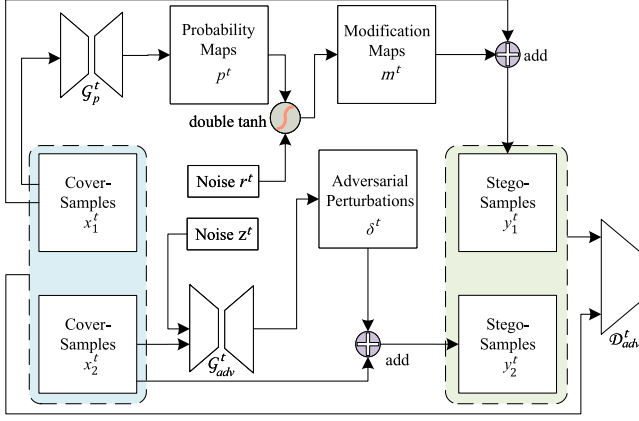 Probability
Maps
p^t
Modification
Maps
m^t
add
𝒢_p^t
double tanh
Noise r^t
Cover-
Samples
x_1^t
Adversarial
Perturbations
δ^t
Stego-
Samples
y_1^t
Noise z^t
Cover-
Samples
x_2^t
𝒢_adv^t
add
Stego-
Samples
y_2^t
𝒟_adv^t